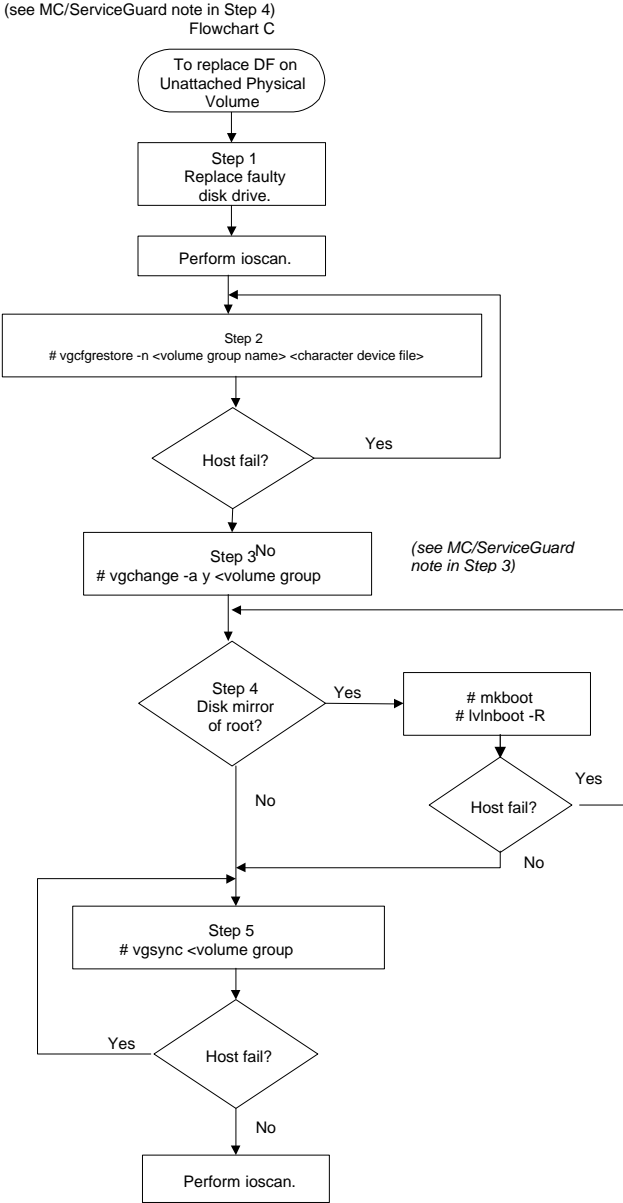 (see MC/ServiceGuard note in Step 4)
Flowchart C
To replace DF on
Unattached Physical
Volume
Step 1
Replace faulty
disk drive.
Perform ioscan.
Step 2
# vgcfgrestore -n <volume group name> <character device file>
Host fail?
Yes
No
Step 3
# vgchange -a y <volume group
(see MC/ServiceGuard
note in Step 3)
Step 4
Disk mirror
of root?
Yes
# mkboot
# lvlnboot -R
Host fail?
Yes
No
No
Step 5
# vgsync <volume group
Host fail?
Yes
No
Perform ioscan.